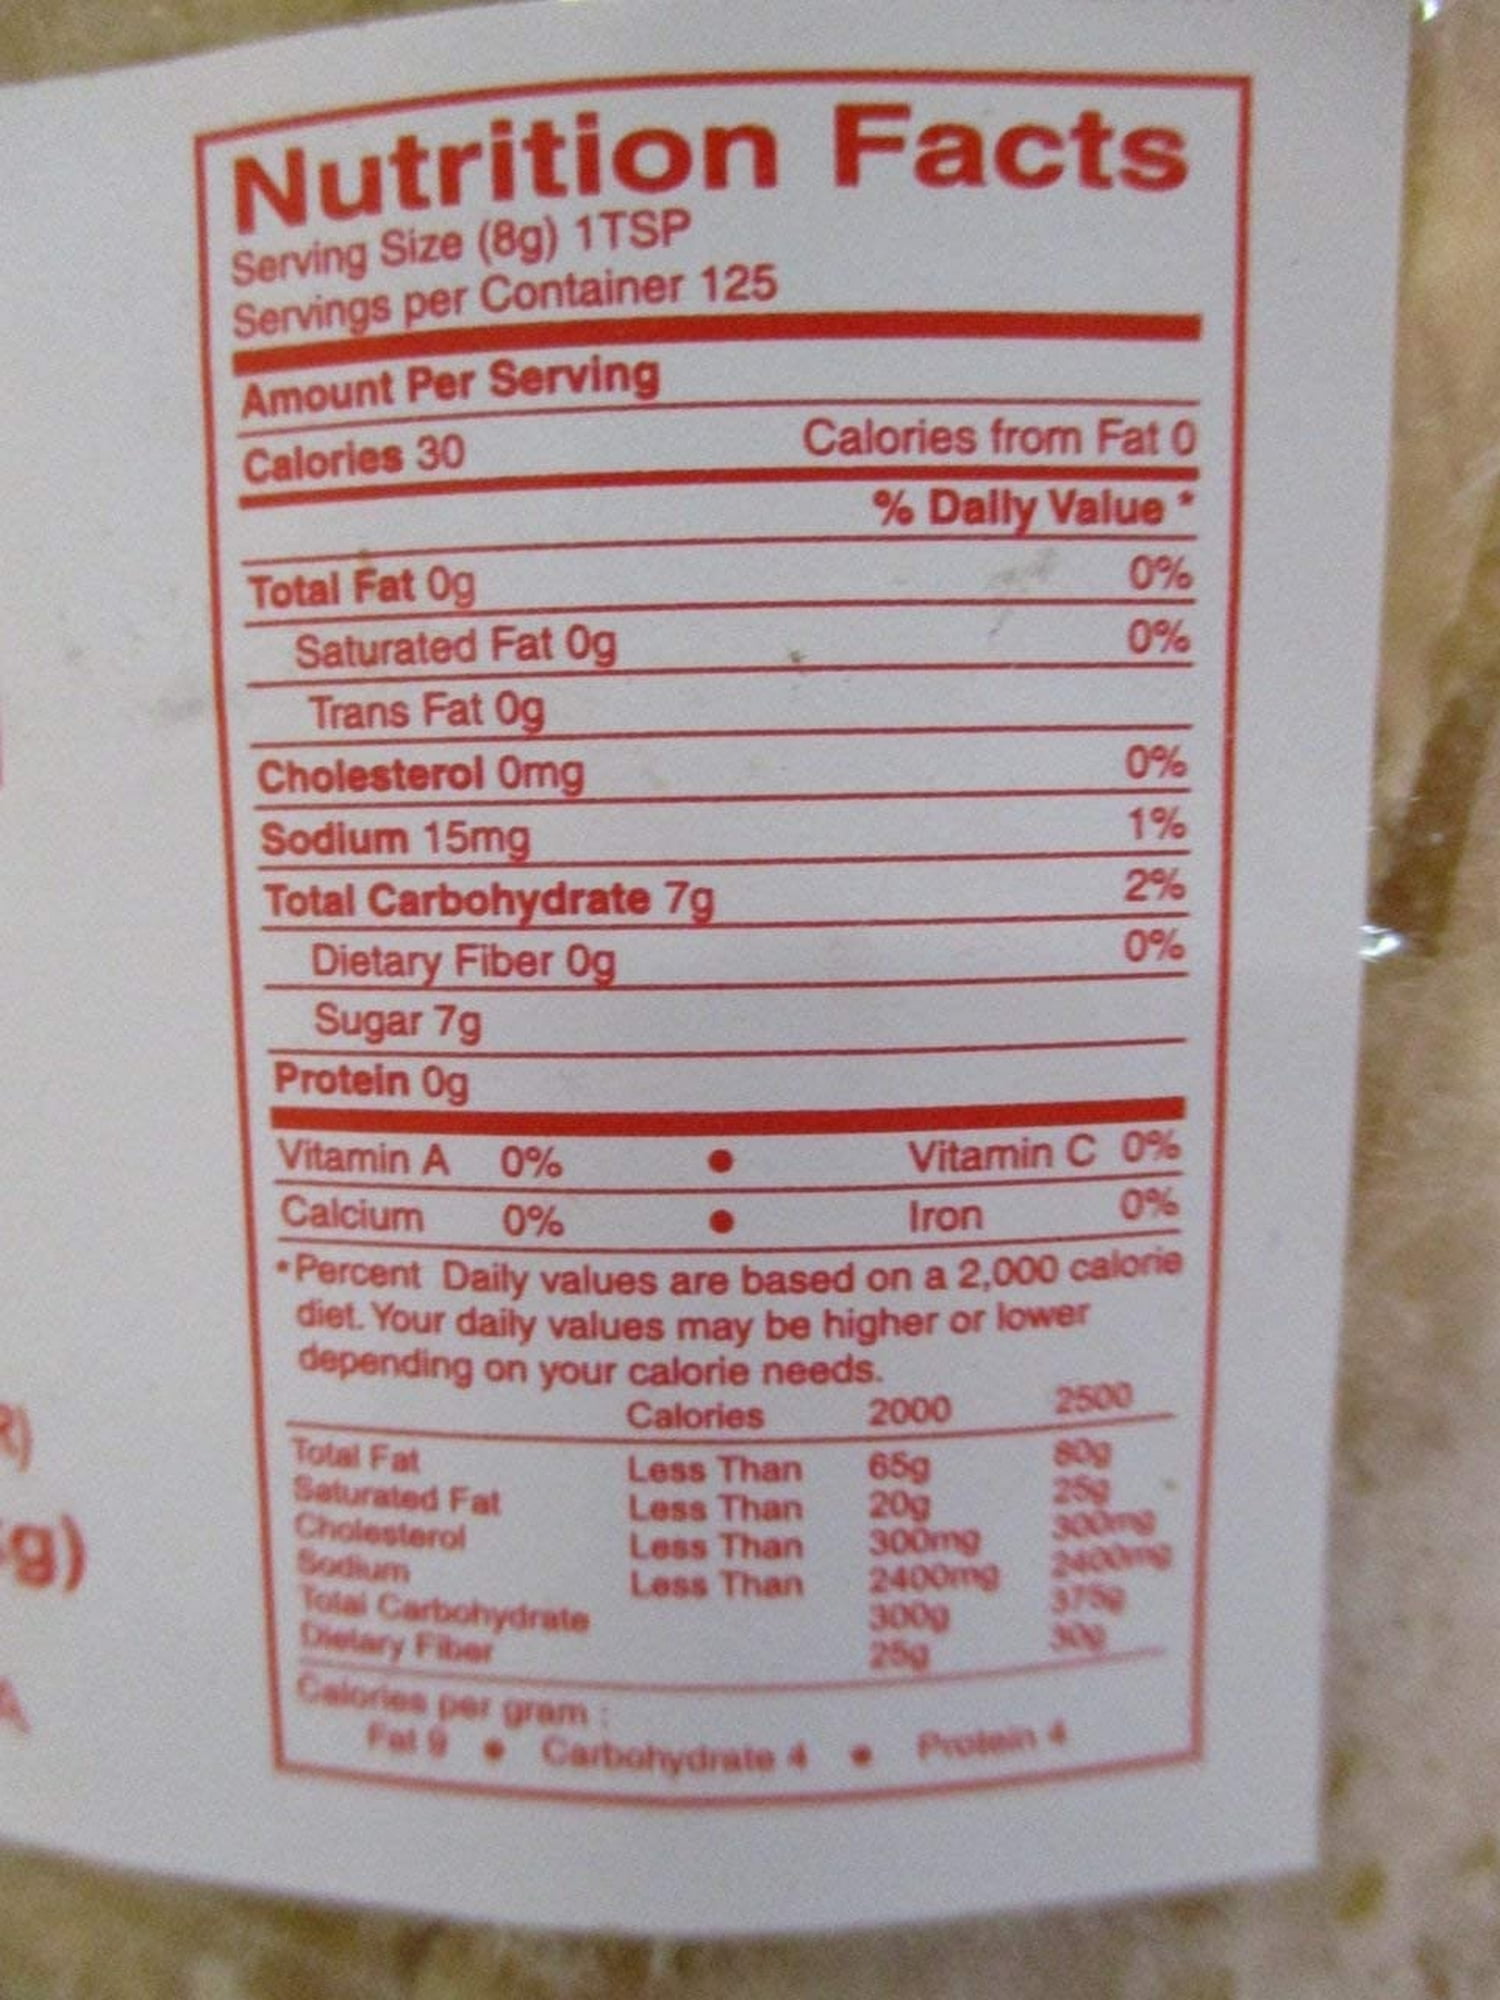 Nutrition Facts
Serving Size (8g) 1TSP
Servings per Container 125
Amount Per Serving
Calories 30 Calories from Fat 0
% Daily Value *
Total Fat 0g 0%
Saturated Fat 0g 0%
Trans Fat 0g
Cholesterol 0mg 0%
Sodium 15mg 1%
Total Carbohydrate 7g 2%
Dietary Fiber 0g 0%
Sugar 7g
Protein 0g
Vitamin A 0% • Vitamin C 0%
Calcium 0% • Iron 0%
*Percent Daily values are based on a 2,000 calorie
diet. Your daily values may be higher or lower
depending on your calorie needs.
Calories 2000 2500
Total Fat Less Than 65g 80g
Saturated Fat Less Than 20g 25g
Cholesterol Less Than 300mg 300mg
Sodium Less Than 2400mg 2400mg
Total Carbohydrate 300g 375g
Dietary Fiber 25g 30g
Calories per gram :
Fat 9 • Carbohydrate 4 • Protein 4
R)
g)